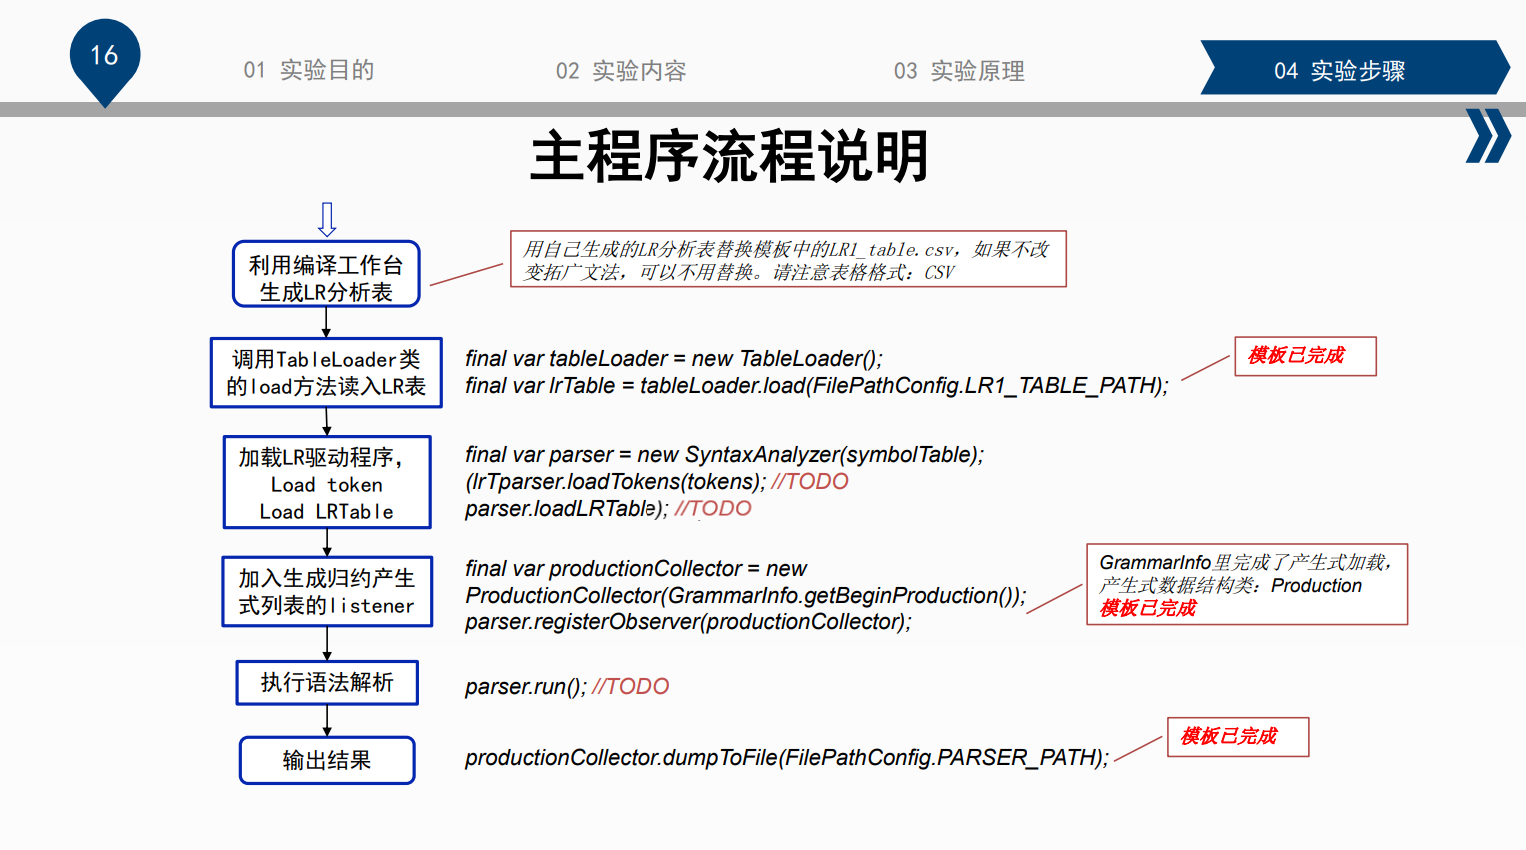 16
01 实验目的
02 实验内容
03 实验原理
04 实验步骤
主程序流程说明
利用编译工作台
生成LR分析表
用自己生成的LR分析表替换模板中的LR1_table.csv，如果不改
变拓广文法，可以不用替换。请注意表格格式：CSV
调用TableLoader类
的load方法读入LR表
final var tableLoader = new TableLoader();
final var lrTable = tableLoader.load(FilePathConfig.LR1_TABLE_PATH);
模板已完成
加载LR驱动程序，
Load token
Load LRTable
final var parser = new SyntaxAnalyzer(symbolTable);
(lrTparser.loadTokens(tokens); //TODO
parser.loadLRTable); //TODO
加入生成归约产生
式列表的listener
final var productionCollector = new
ProductionCollector(GrammarInfo.getBeginProduction());
parser.registerObserver(productionCollector);
GrammarInfo里完成了产生式加载，
产生式数据结构类：Production
模板已完成
执行语法解析
parser.run(); //TODO
输出结果
productionCollector.dumpToFile(FilePathConfig.PARSER_PATH);
模板已完成